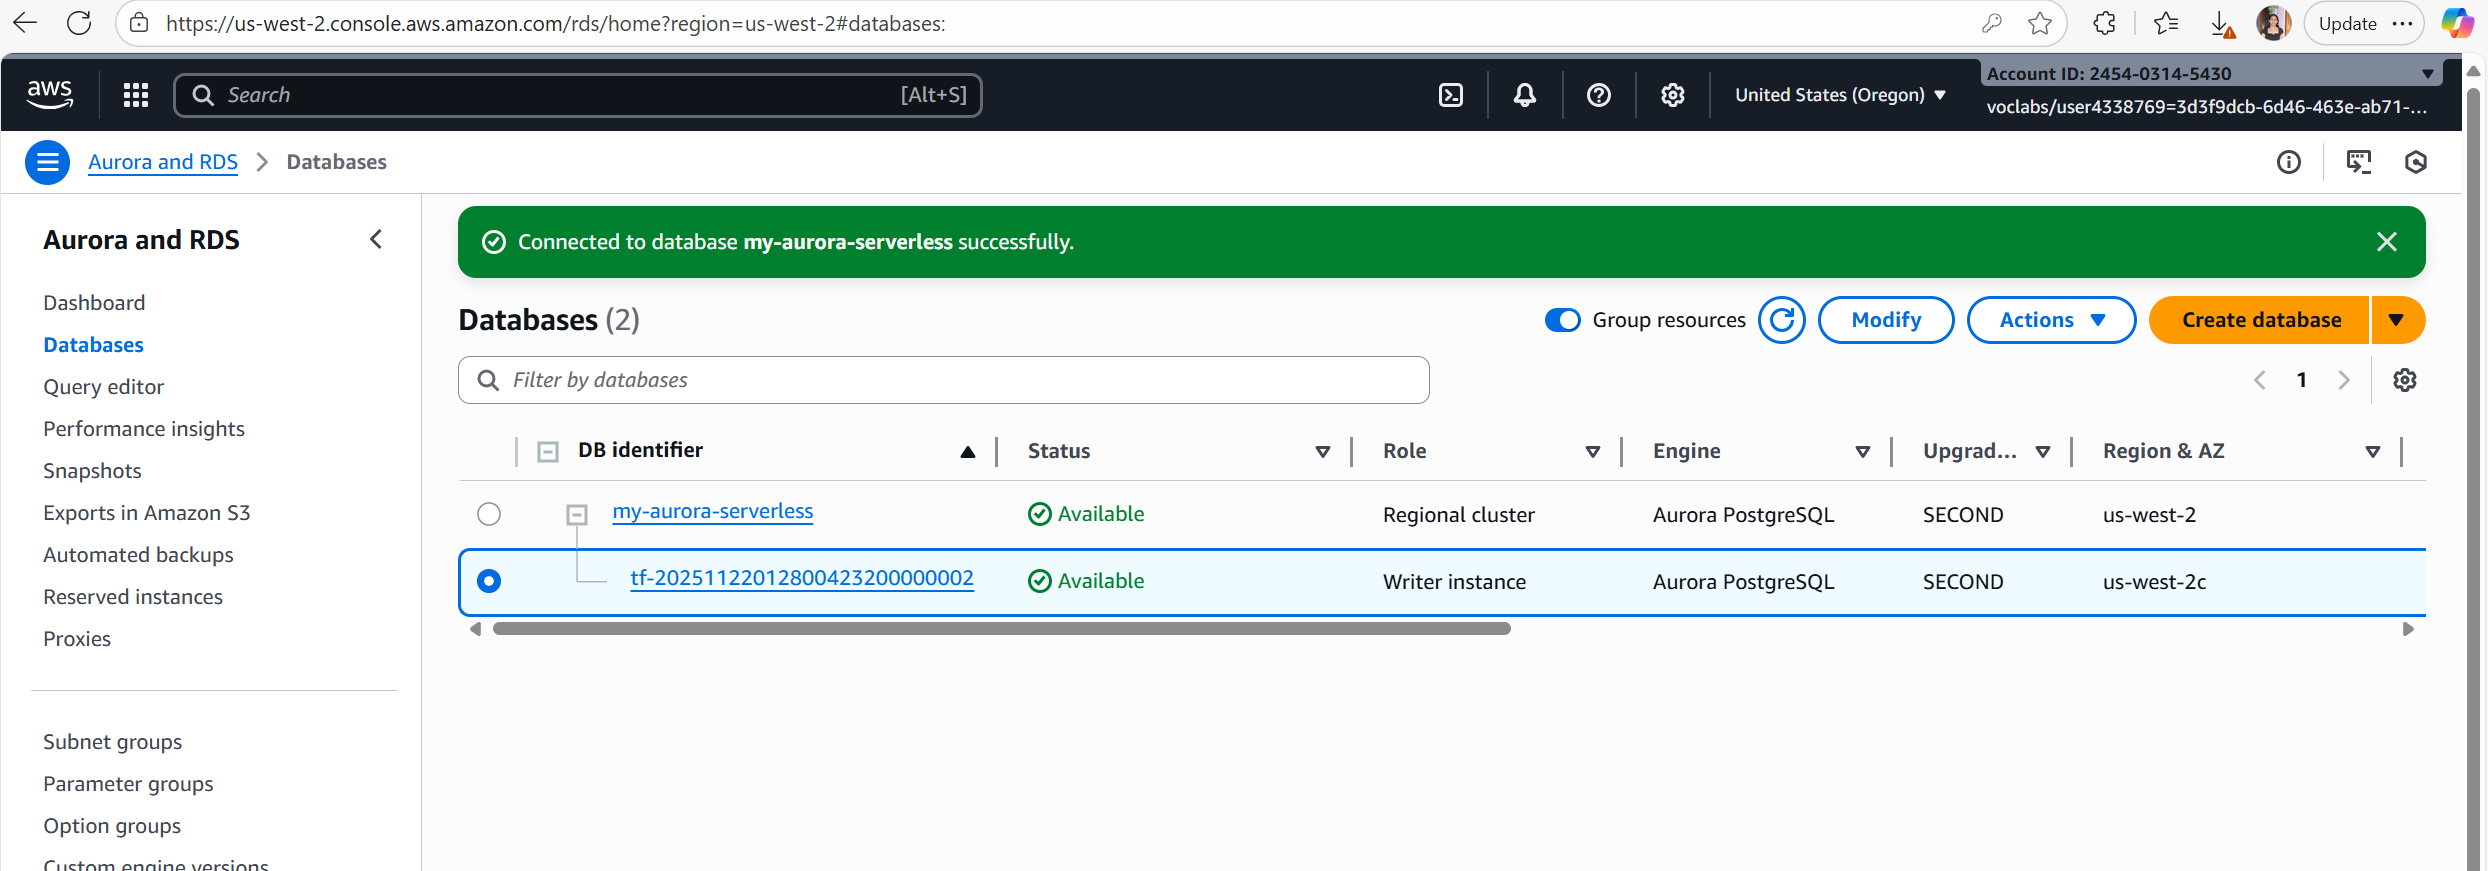 https://us-west-2.console.aws.amazon.com/rds/home?region=us-west-2#databases:
Update
aws
Search
[Alt+S]
United States (Oregon)
Account ID: 2454-0314-5430
voclabs/user4338769=3d3f9dcb-6d46-463e-ab71-...
Aurora and RDS
Databases
Aurora and RDS
Dashboard
Databases
Query editor
Performance insights
Snapshots
Exports in Amazon S3
Automated backups
Reserved instances
Proxies
Subnet groups
Parameter groups
Option groups
Custom engine versions
Connected to database my-aurora-serverless successfully.
Databases (2)
Group resources
Modify
Actions
Create database
Filter by databases
1
DB identifier Status Role Engine Upgrad... Region & AZ
my-aurora-serverless Available Regional cluster Aurora PostgreSQL SECOND us-west-2
tf-20251122012800423200000002 Available Writer instance Aurora PostgreSQL SECOND us-west-2c